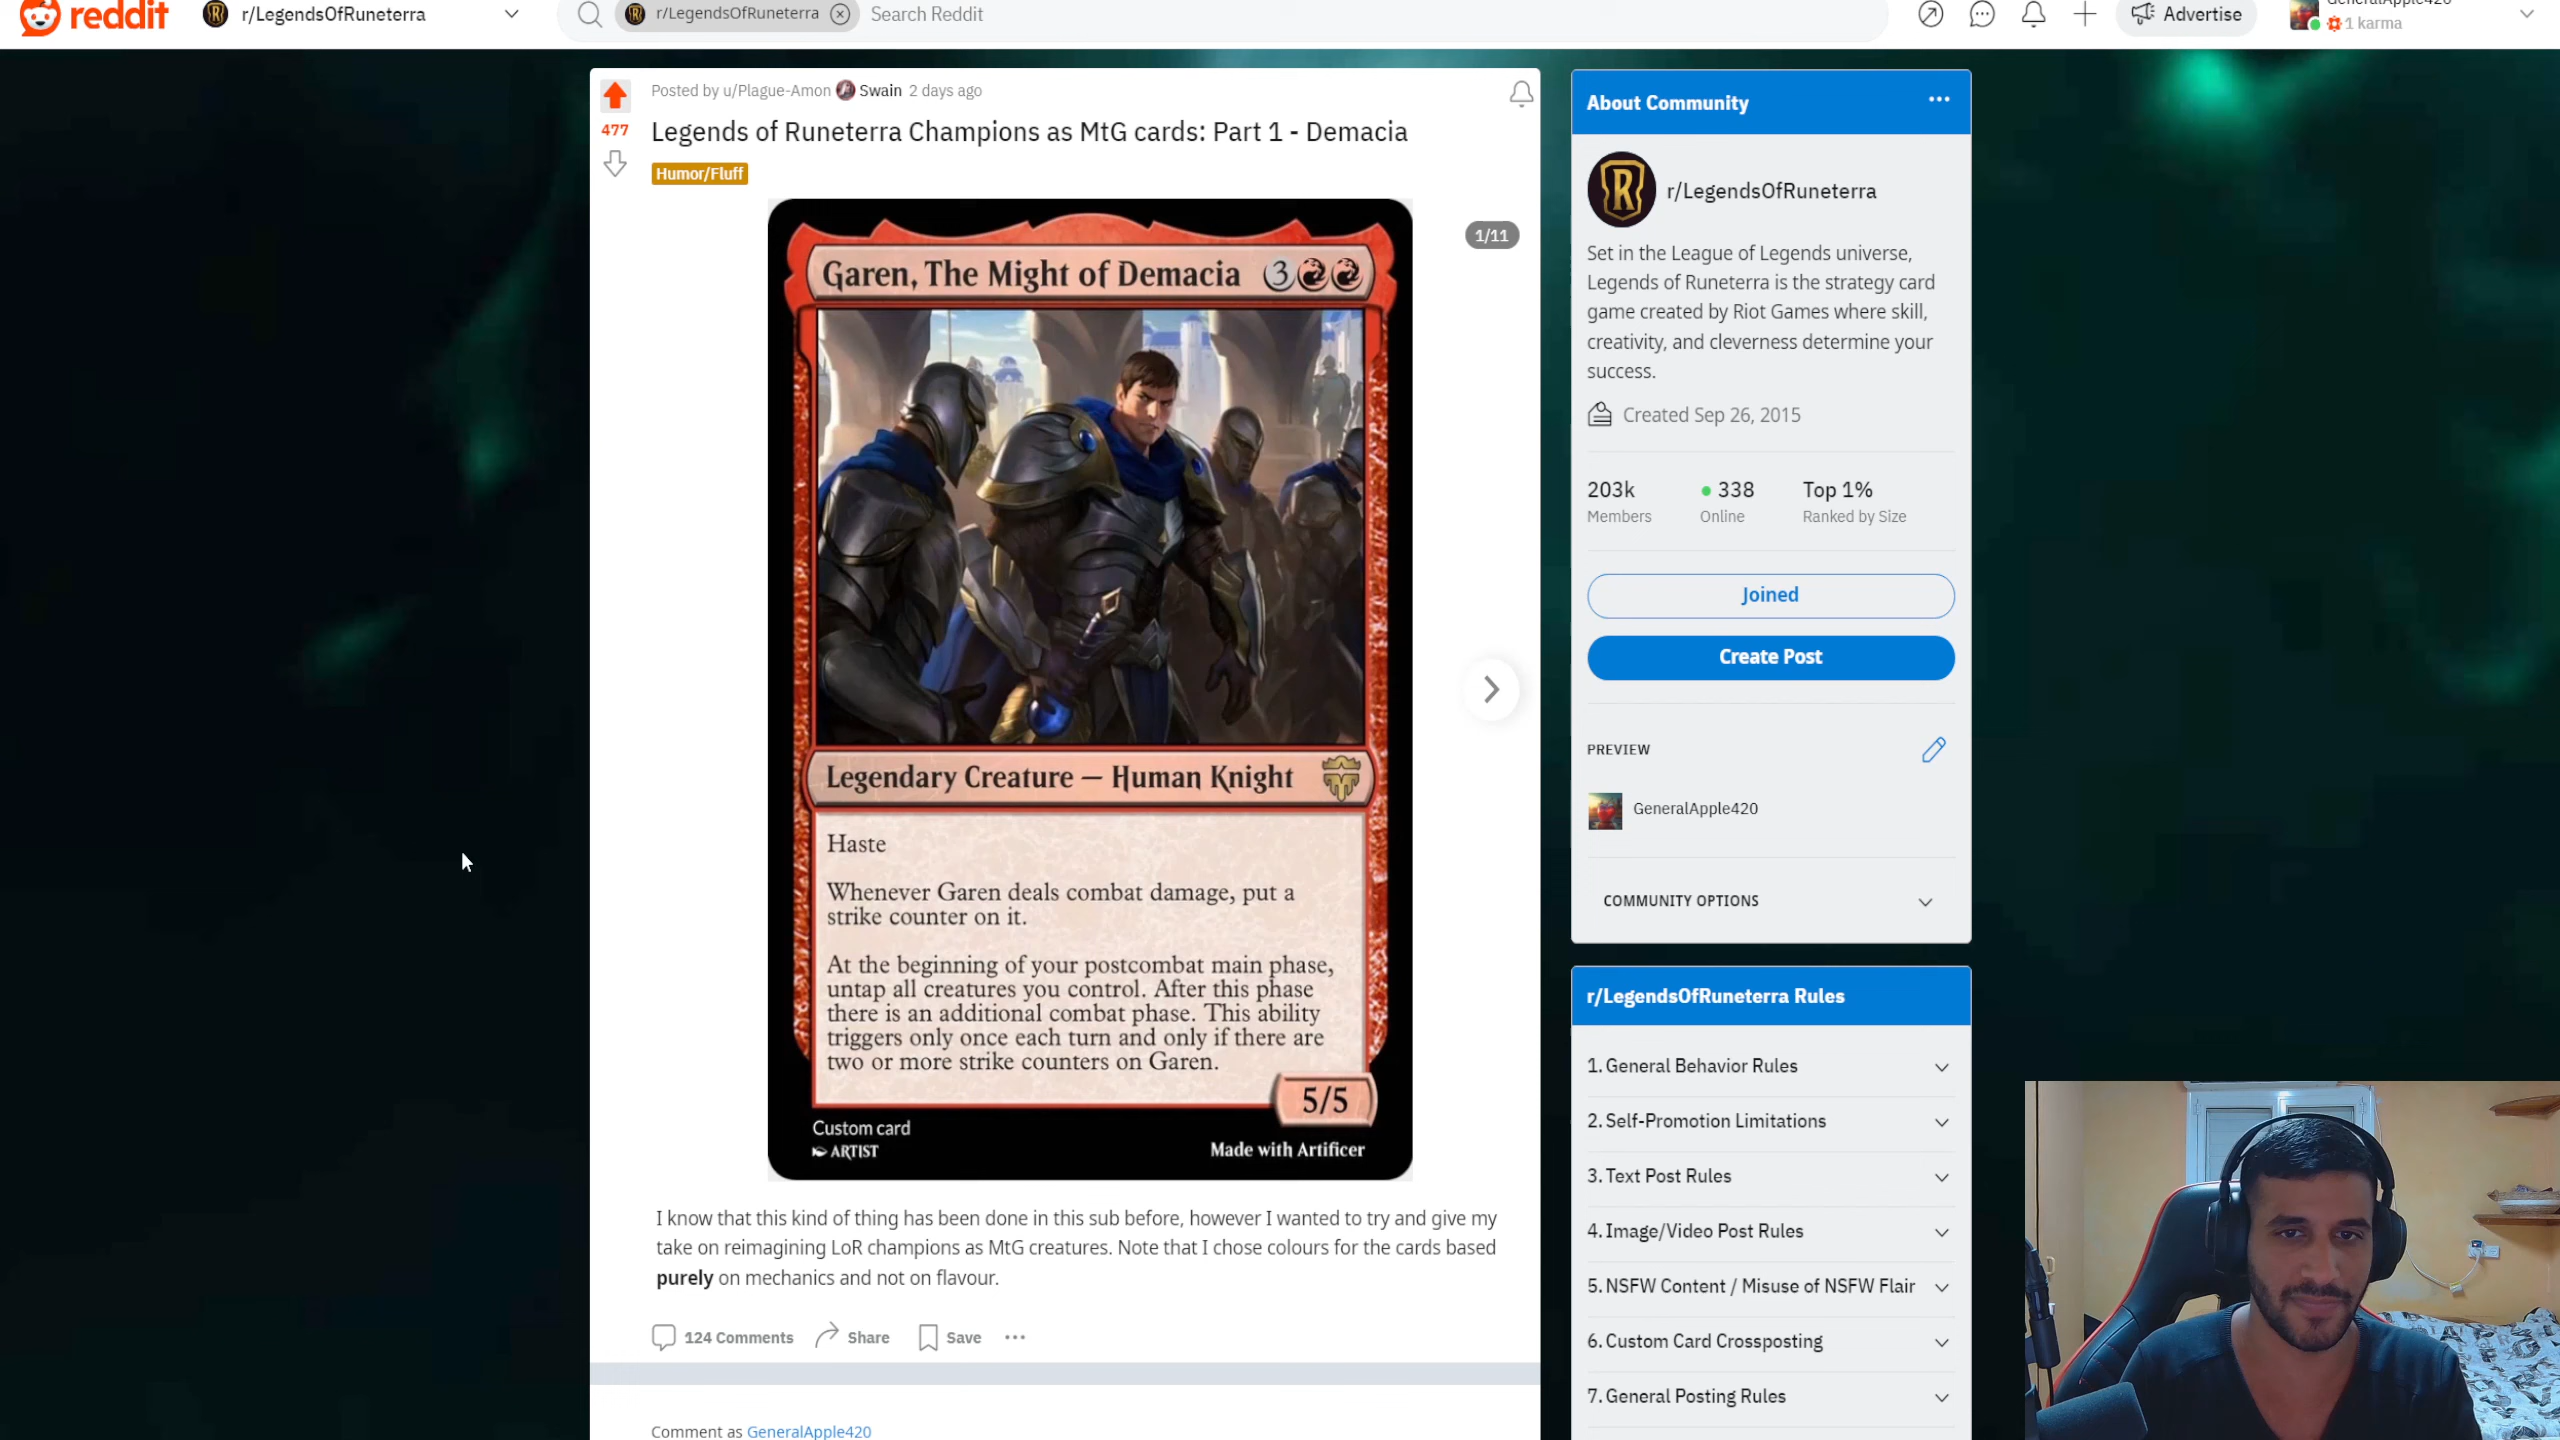 reddit
r/LegendsOfRuneterra
r/LegendsOfRuneterra
Search Reddit
Advertise
GeneralApple420
1 karma
477
Posted by u/Plague-Amon Swain 2 days ago
Legends of Runeterra Champions as MtG cards: Part 1 - Demacia
Humor/Fluff
1/11
Garen, The Might of Demacia 3
Legendary Creature — Human Knight
Haste
Whenever Garen deals combat damage, put a
strike counter on it.
At the beginning of your postcombat main phase,
untap all creatures you control. After this phase
there is an additional combat phase. This ability
triggers only once each turn and only if there are
two or more strike counters on Garen.
5/5
Custom card
ARTIST
Made with Artificer
I know that this kind of thing has been done in this sub before, however I wanted to try and give my
take on reimagining LoR champions as MtG creatures. Note that I chose colours for the cards based
purely on mechanics and not on flavour.
124 Comments
Share
Save
Comment as GeneralApple420
About Community
r/LegendsOfRuneterra
Set in the League of Legends universe,
Legends of Runeterra is the strategy card
game created by Riot Games where skill,
creativity, and cleverness determine your
success.
Created Sep 26, 2015
203k 338 Top 1%
Members Online Ranked by Size
Joined
Create Post
PREVIEW
GeneralApple420
COMMUNITY OPTIONS
r/LegendsOfRuneterra Rules
1. General Behavior Rules
2. Self-Promotion Limitations
3. Text Post Rules
4. Image/Video Post Rules
5. NSFW Content / Misuse of NSFW Flair
6. Custom Card Crossposting
7. General Posting Rules